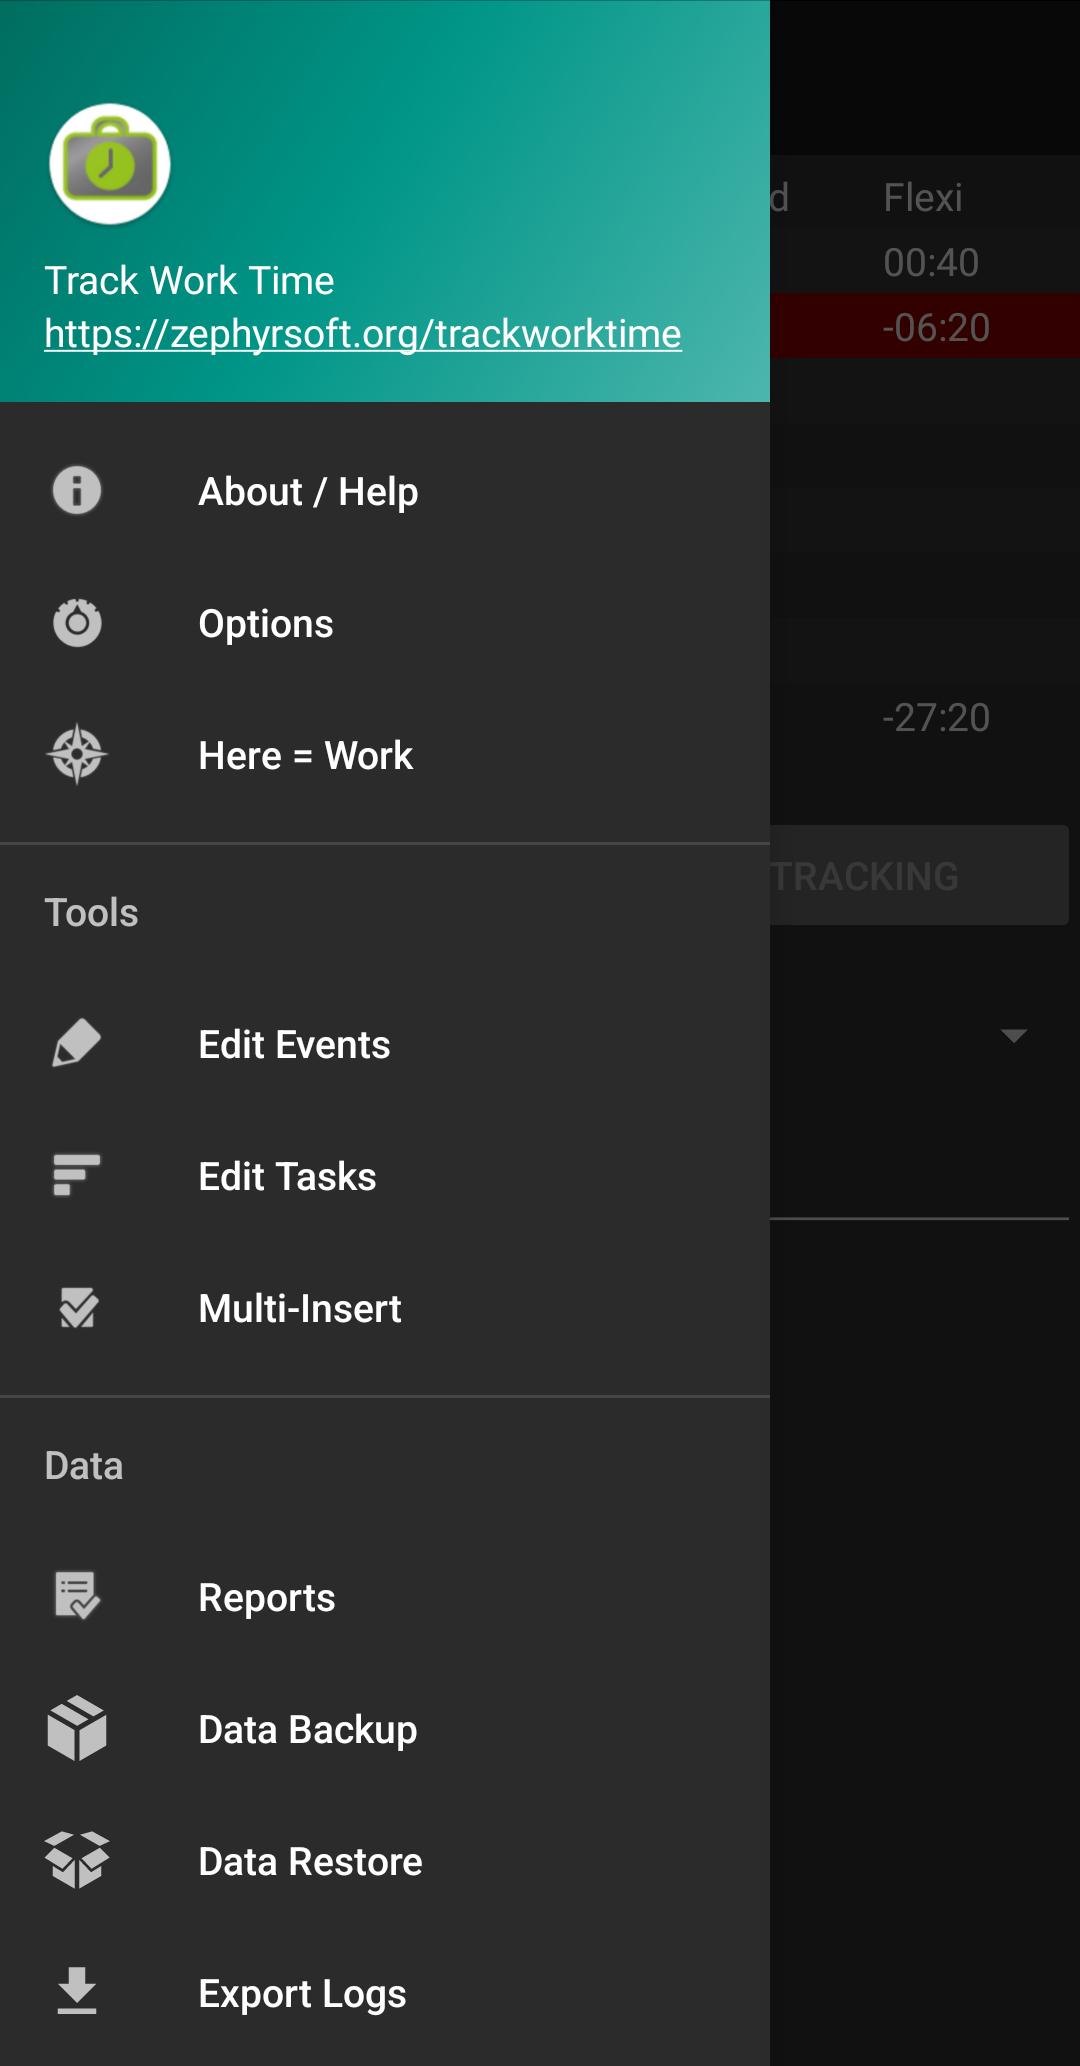 Track Work Time
https://zephyrsoft.org/trackworktime
About / Help
Options
Here = Work
Tools
Edit Events
Edit Tasks
Multi-Insert
Data
Reports
Data Backup
Data Restore
Export Logs
d Flexi
00:40
-06:20
-27:20
TRACKING